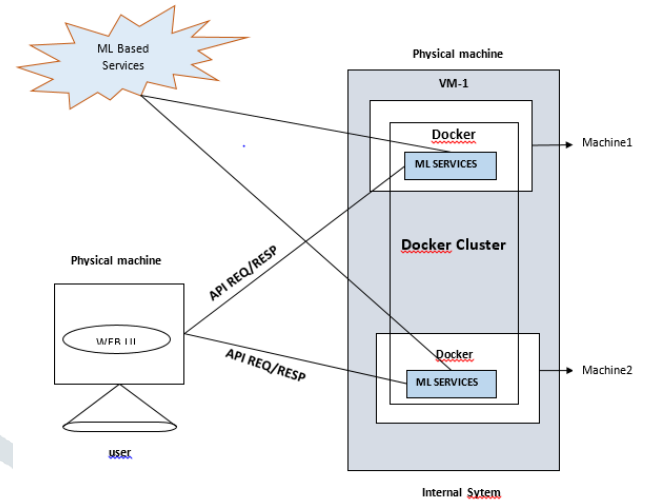 ML Based
Services
Physical machine
VM-1
Docker
ML SERVICES
Machine1
Docker Cluster
Physical machine
API REQ/RESP
WEB UI
API REQ/RESP
Docker
ML SERVICES
Machine2
user
Internal Sytem